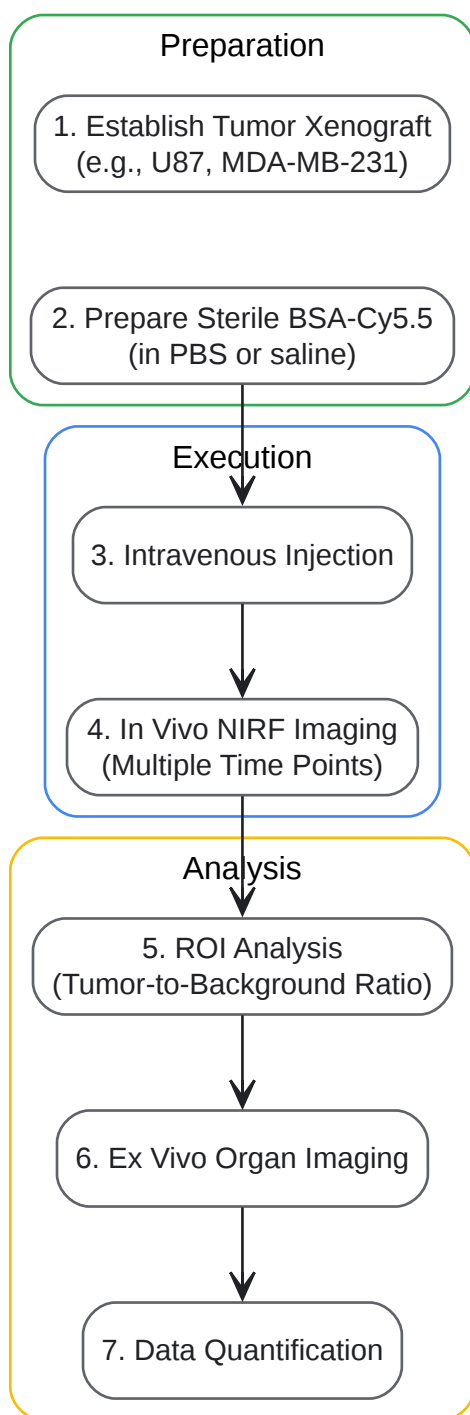 Preparation
1. Establish Tumor Xenograft
(e.g., U87, MDA-MB-231)
2. Prepare Sterile BSA-Cy5.5
(in PBS or saline)
Execution
3. Intravenous Injection
4. In Vivo NIRF Imaging
(Multiple Time Points)
Analysis
5. ROI Analysis
(Tumor-to-Background Ratio)
6. Ex Vivo Organ Imaging
7. Data Quantification